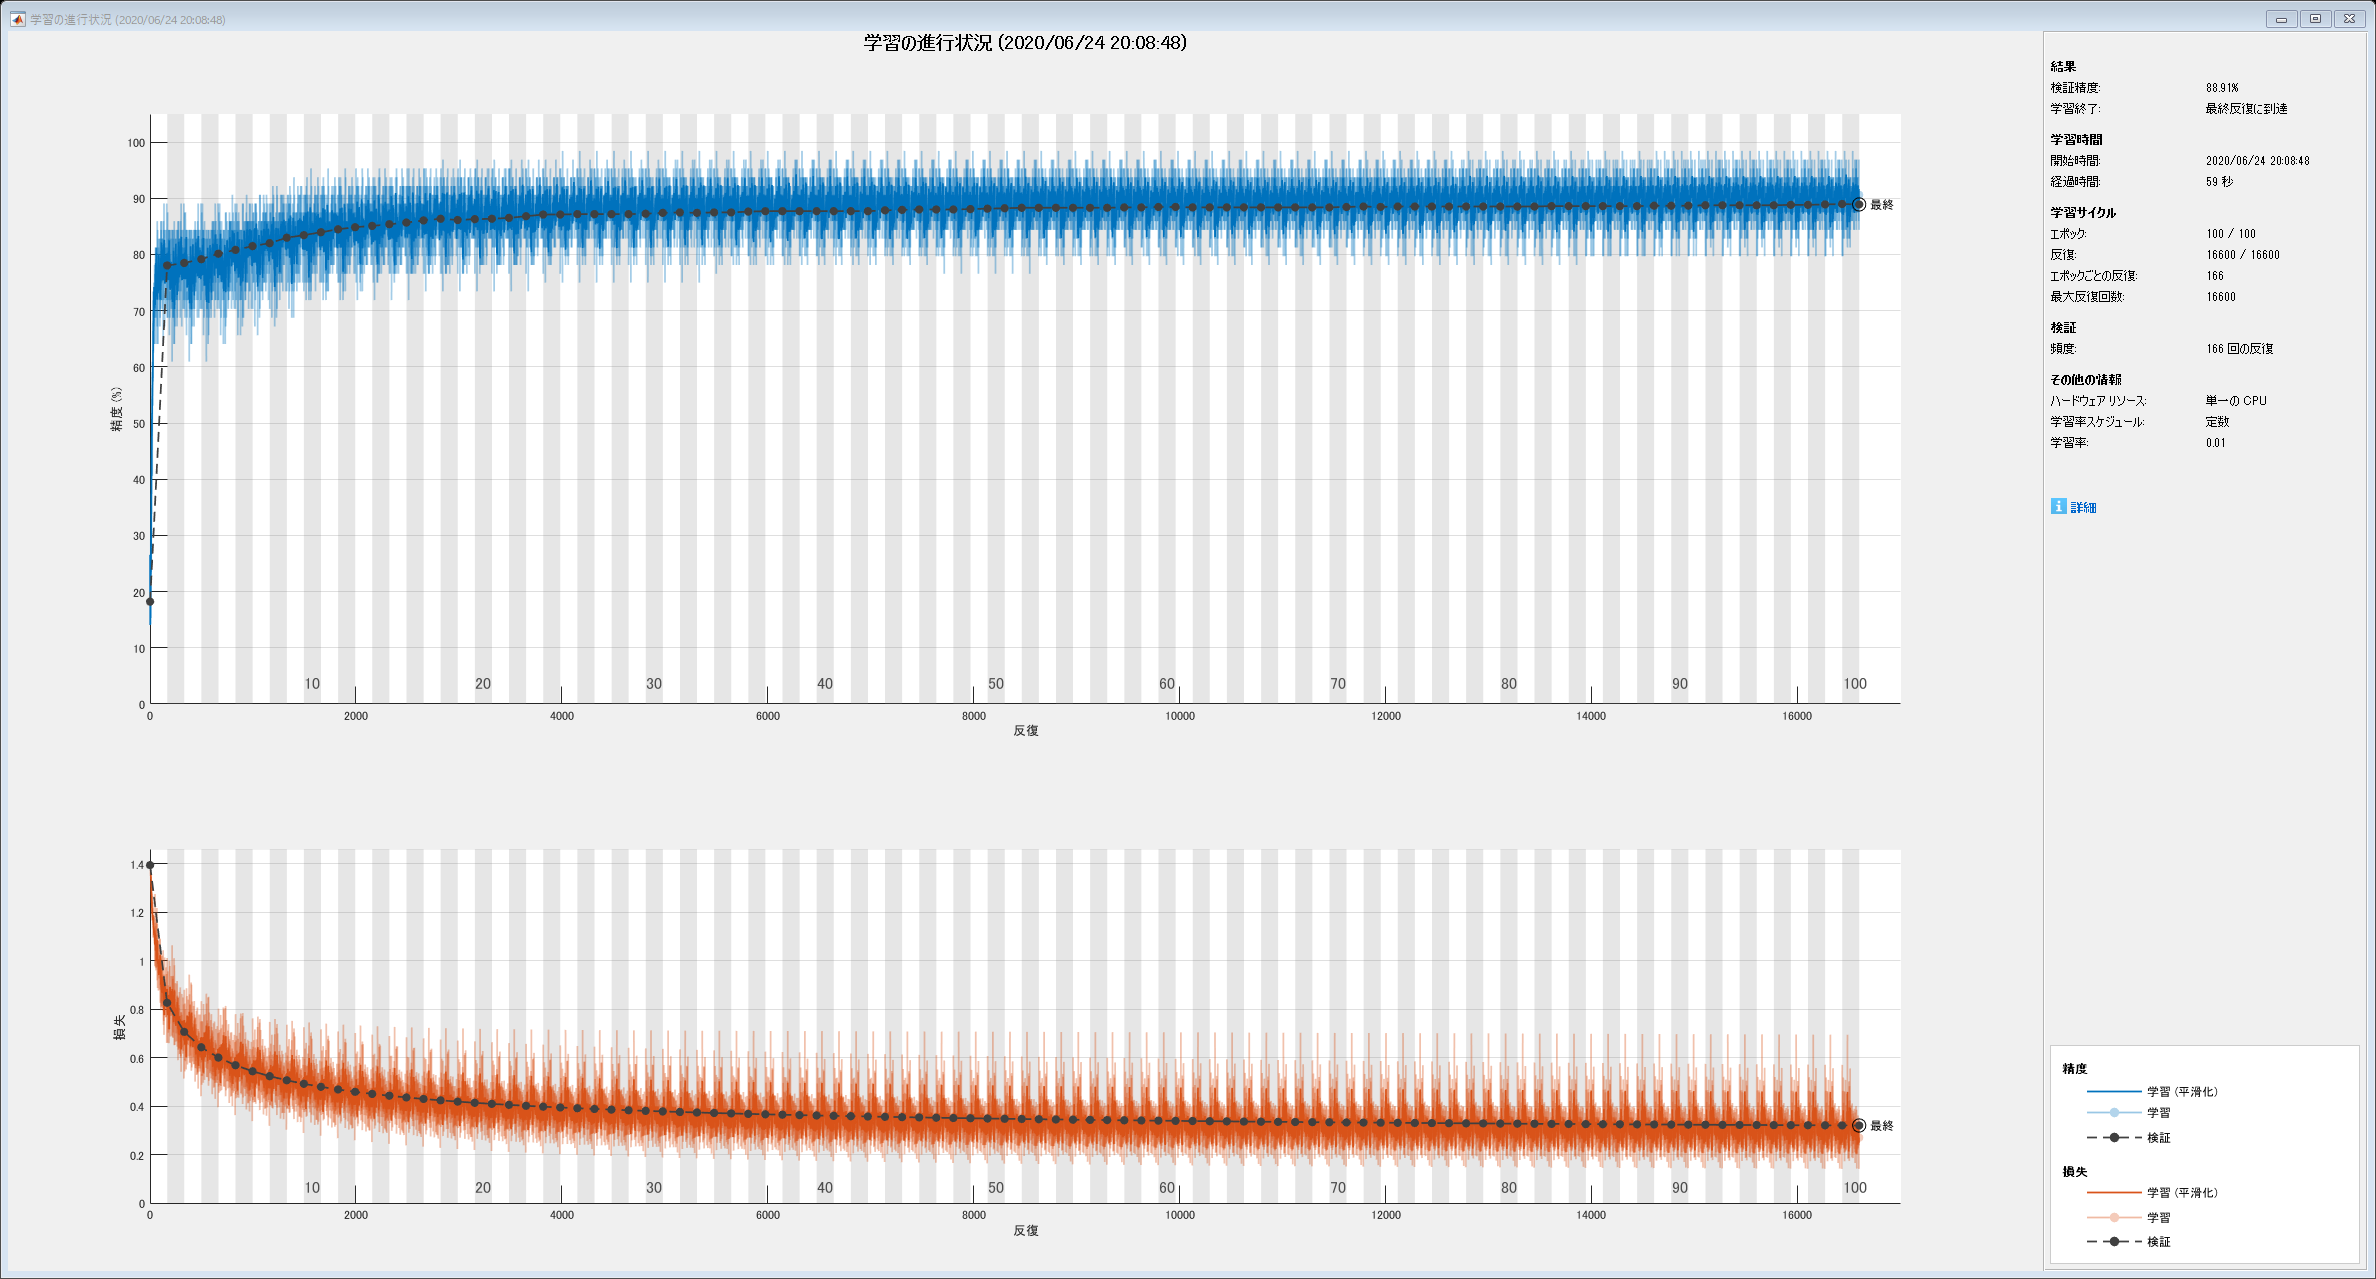 学習の進行状況 (2020/06/24 20:08:48)
学習の進行状況 (2020/06/24 20:08:48)
100
90
80
70
60
50
40
30
20
10
0
精度 (%)
10
20
30
40
50
60
70
80
90
100
0
2000
4000
6000
8000
10000
12000
14000
16000
反復
最終
1.4
1.2
1
0.8
0.6
0.4
0.2
0
損失
10
20
30
40
50
60
70
80
90
100
0
2000
4000
6000
8000
10000
12000
14000
16000
反復
最終
結果
検証精度: 88.91%
学習終了: 最終反復に到達
学習時間
開始時間: 2020/06/24 20:08:48
経過時間: 59 秒
学習サイクル
エポック: 100 / 100
反復: 16600 / 16600
エポックごとの反復: 166
最大反復回数: 16600
検証
頻度: 166 回の反復
その他の情報
ハードウェア リソース: 単一の CPU
学習率スケジュール: 定数
学習率: 0.01
i 詳細
精度
学習 (平滑化)
学習
検証
損失
学習 (平滑化)
学習
検証